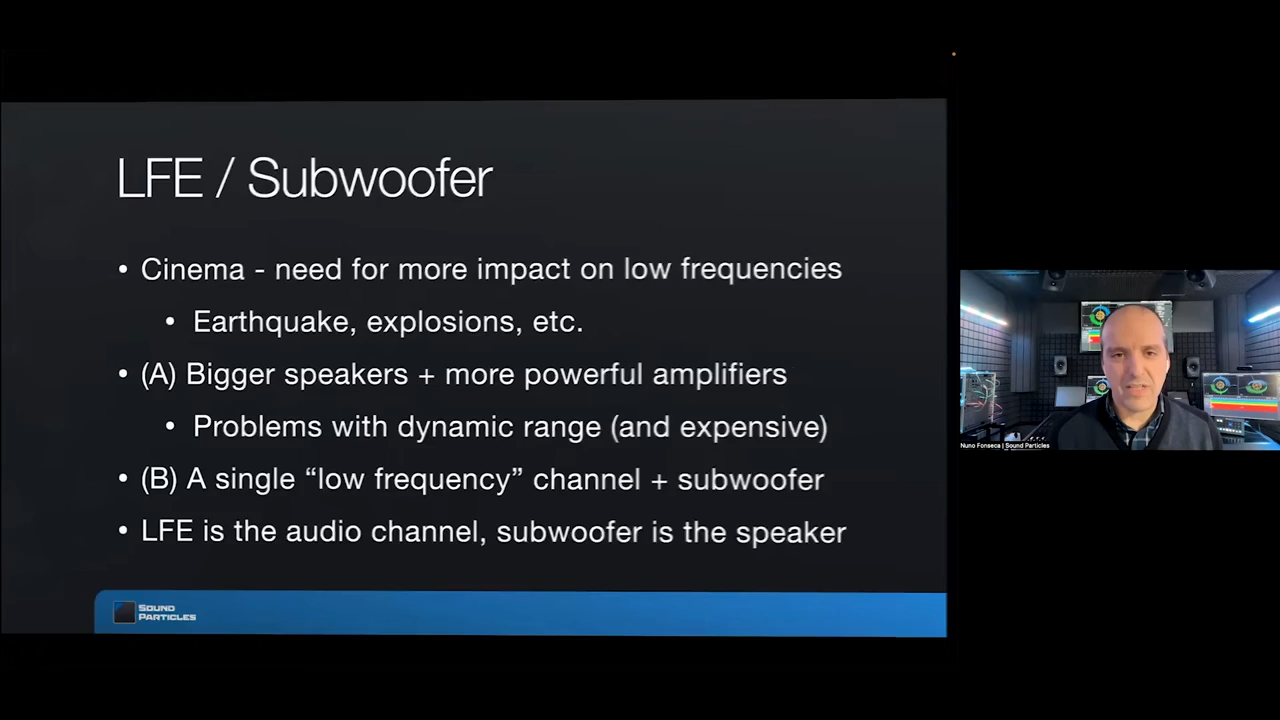 LFE / Subwoofer
• Cinema - need for more impact on low frequencies
• Earthquake, explosions, etc.
• (A) Bigger speakers + more powerful amplifiers
• Problems with dynamic range (and expensive)
• (B) A single “low frequency” channel + subwoofer
• LFE is the audio channel, subwoofer is the speaker
SOUND
PARTICLES
Nuno Fonseca | Sound Particles